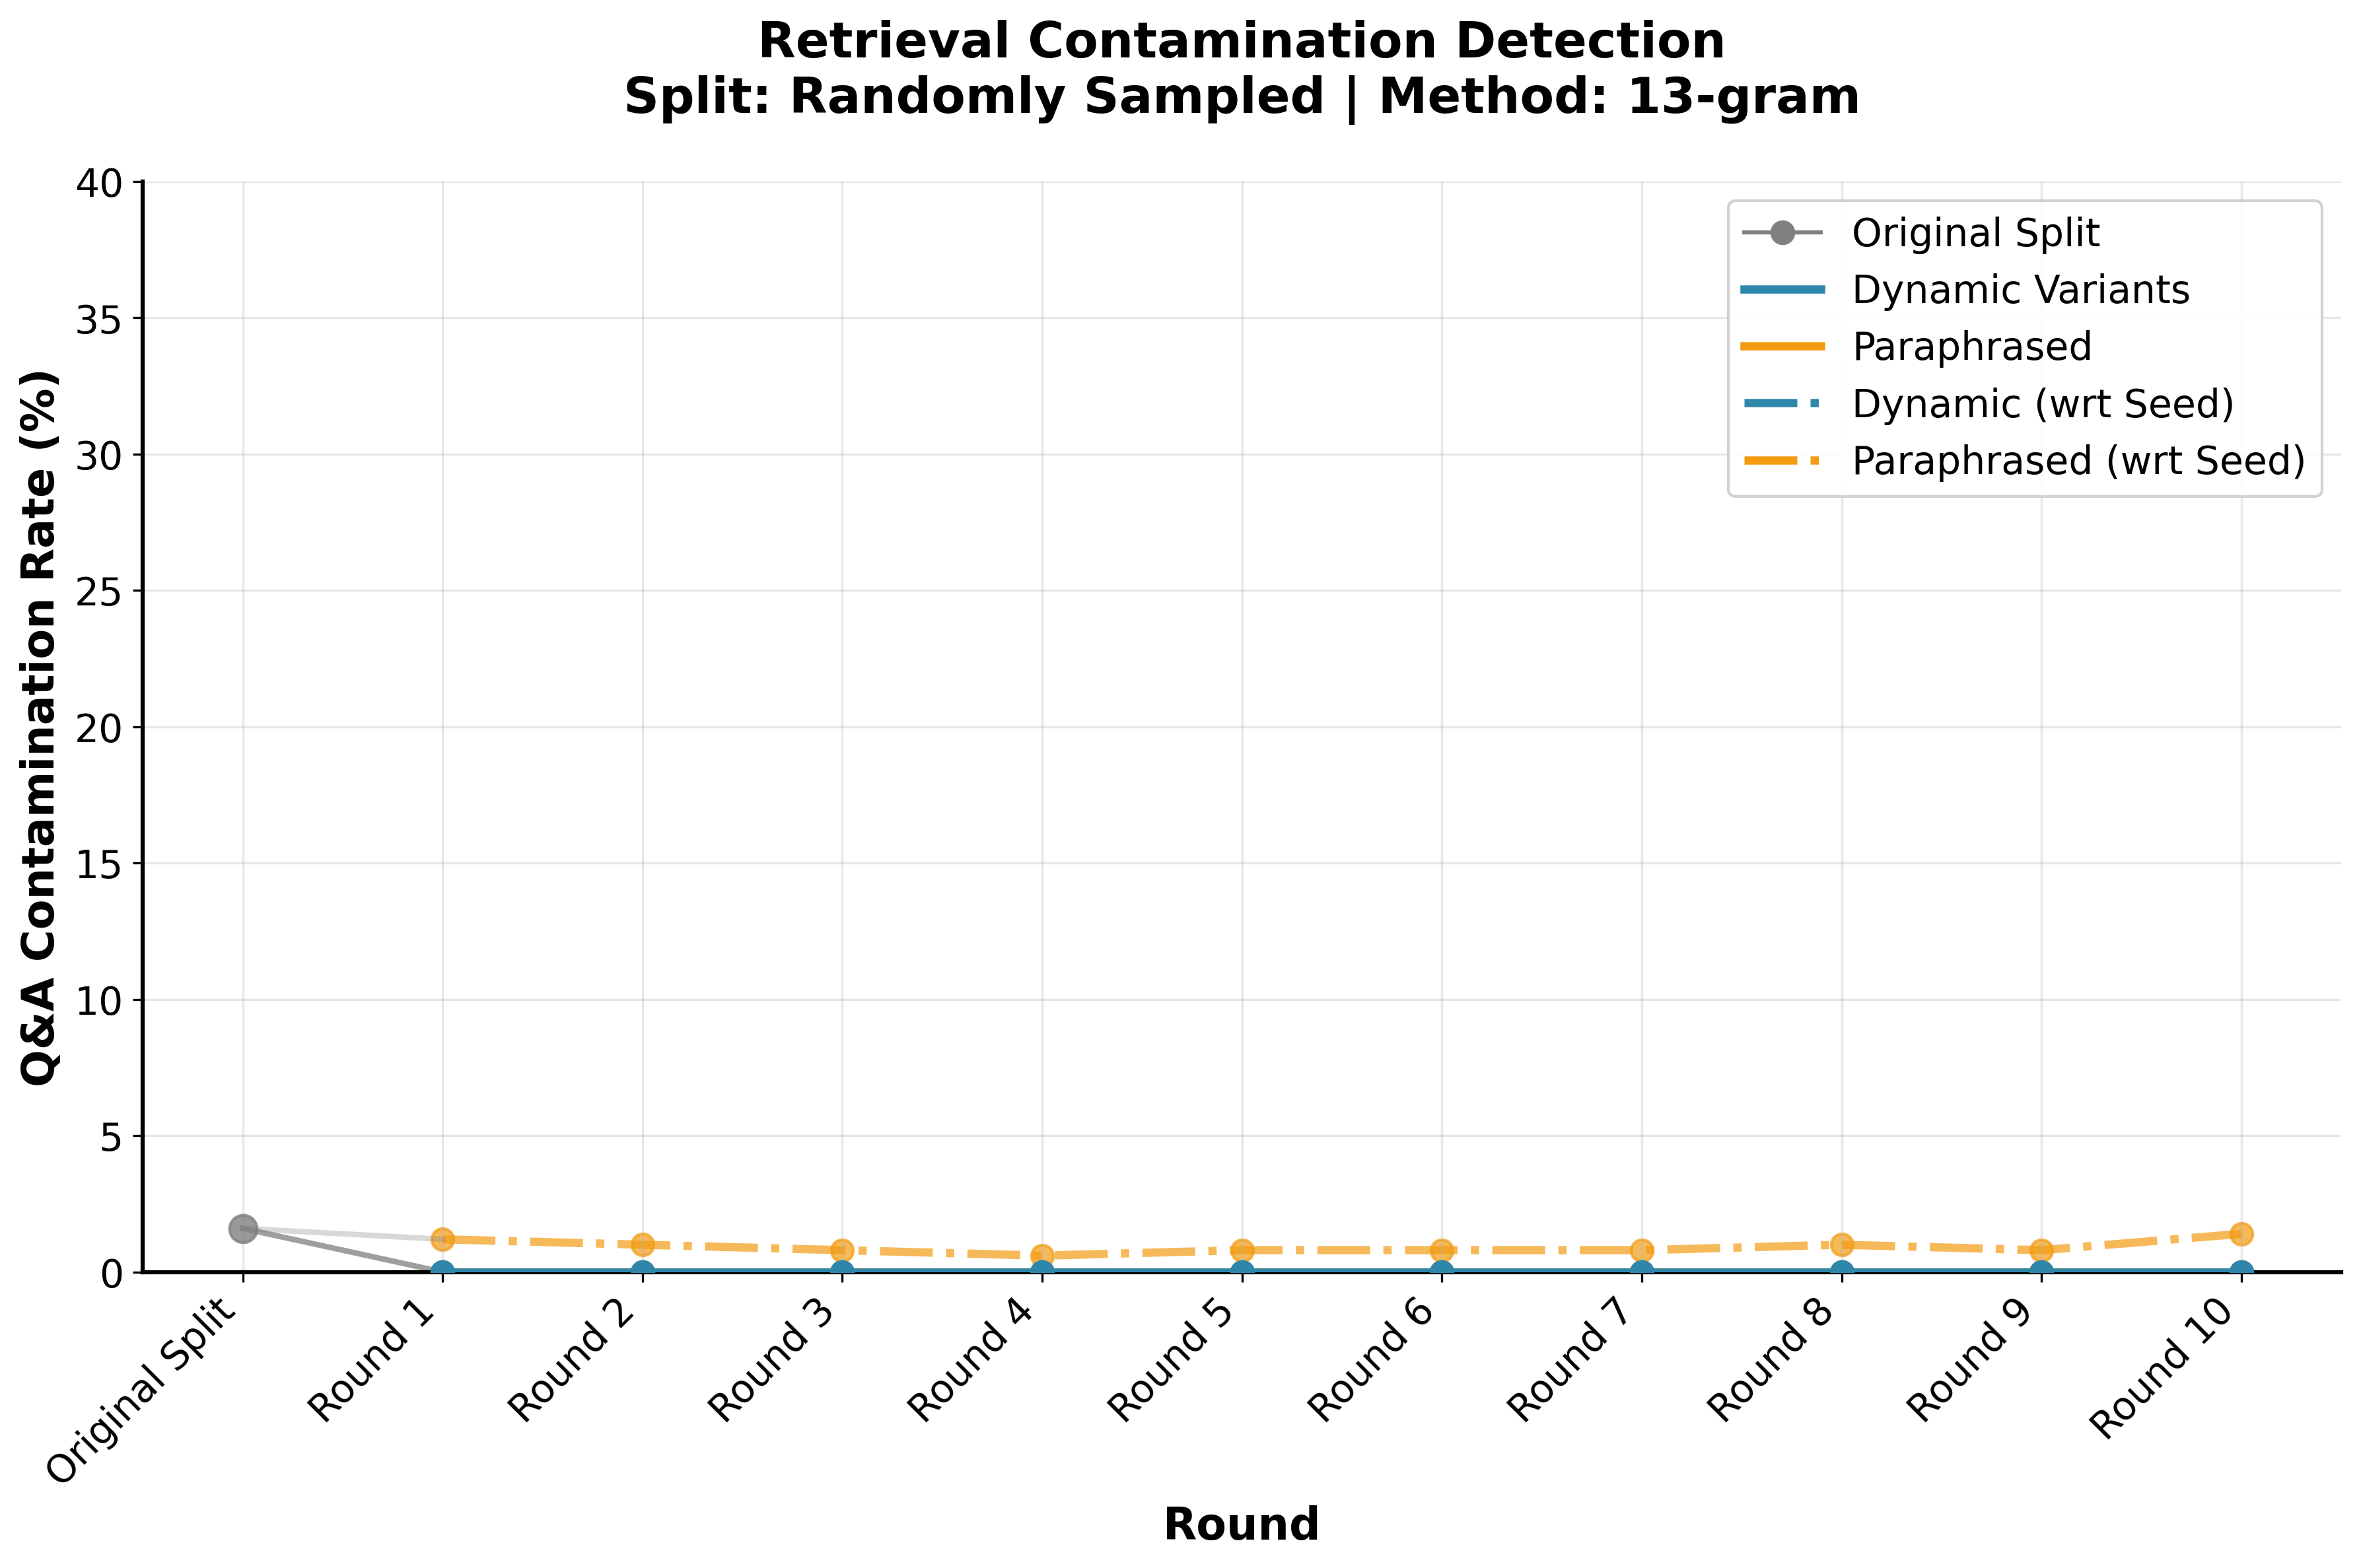 Retrieval Contamination Detection
Split: Randomly Sampled | Method: 13-gram
Q&A Contamination Rate (%)
40
35
30
25
20
15
10
5
0
Original Split
Dynamic Variants
Paraphrased
Dynamic (wrt Seed)
Paraphrased (wrt Seed)
Original Split
Round 1
Round 2
Round 3
Round 4
Round 5
Round 6
Round 7
Round 8
Round 9
Round 10
Round